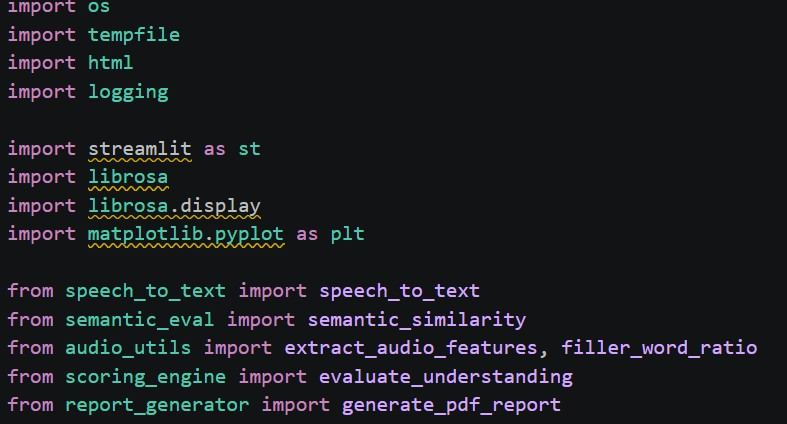 import os
import tempfile
import html
import logging
import streamlit as st
import librosa
import librosa.display
import matplotlib.pyplot as plt
from speech_to_text import speech_to_text
from semantic_eval import semantic_similarity
from audio_utils import extract_audio_features, filler_word_ratio
from scoring_engine import evaluate_understanding
from report_generator import generate_pdf_report